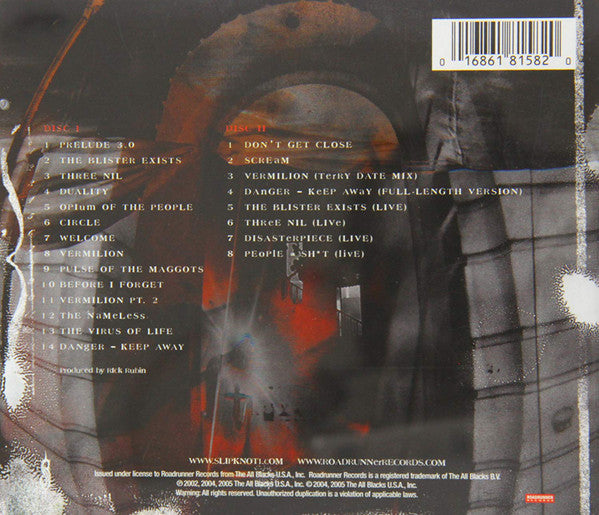 0 16861 81582 0
DISC I
1 PRELUDE 3.0
2 THE BLISTER EXISTS
3 THREE NIL
4 DUALITY
5 OPIuM OF THE PEOPLE
6 CIRCLE
7 WELCOME
8 VERMILION
9 PULSE OF THE MAGGOTS
10 BEFORE I FORGET
11 VERMILION PT. 2
12 ThE NaMeLeSs
13 THE VIRUS OF LIFE
14 DANgER – KEEP AWAY
Produced by Rick Rubin
DISC II
1 DON'T GET CLOSE
2 SCREaM
3 VERMILION (TerRY DATE MIX)
4 DAnGER – KeEP AWaY (FULL-LENGTH VERSION)
5 THE BLISTER EXIsTS (LIVE)
6 THReE NIL (LIVe)
7 DISASTeRPIECE (LIVE)
8 PEOPlE = SH*T (liVE)
WWW.SLIPKNOT1.COM WWW.ROADRUNNerRECORDS.COM
Issued under license to Roadrunner Records from The All Blacks U.S.A., Inc. Roadrunner Records is a registered trademark of The All Blacks B.V.
℗ 2002, 2004, 2005 The All Blacks U.S.A., Inc. © 2004, 2005 The All Blacks U.S.A., Inc.
Warning: All rights reserved. Unauthorized duplication is a violation of applicable laws.
ROADRUNNER
RECORDS